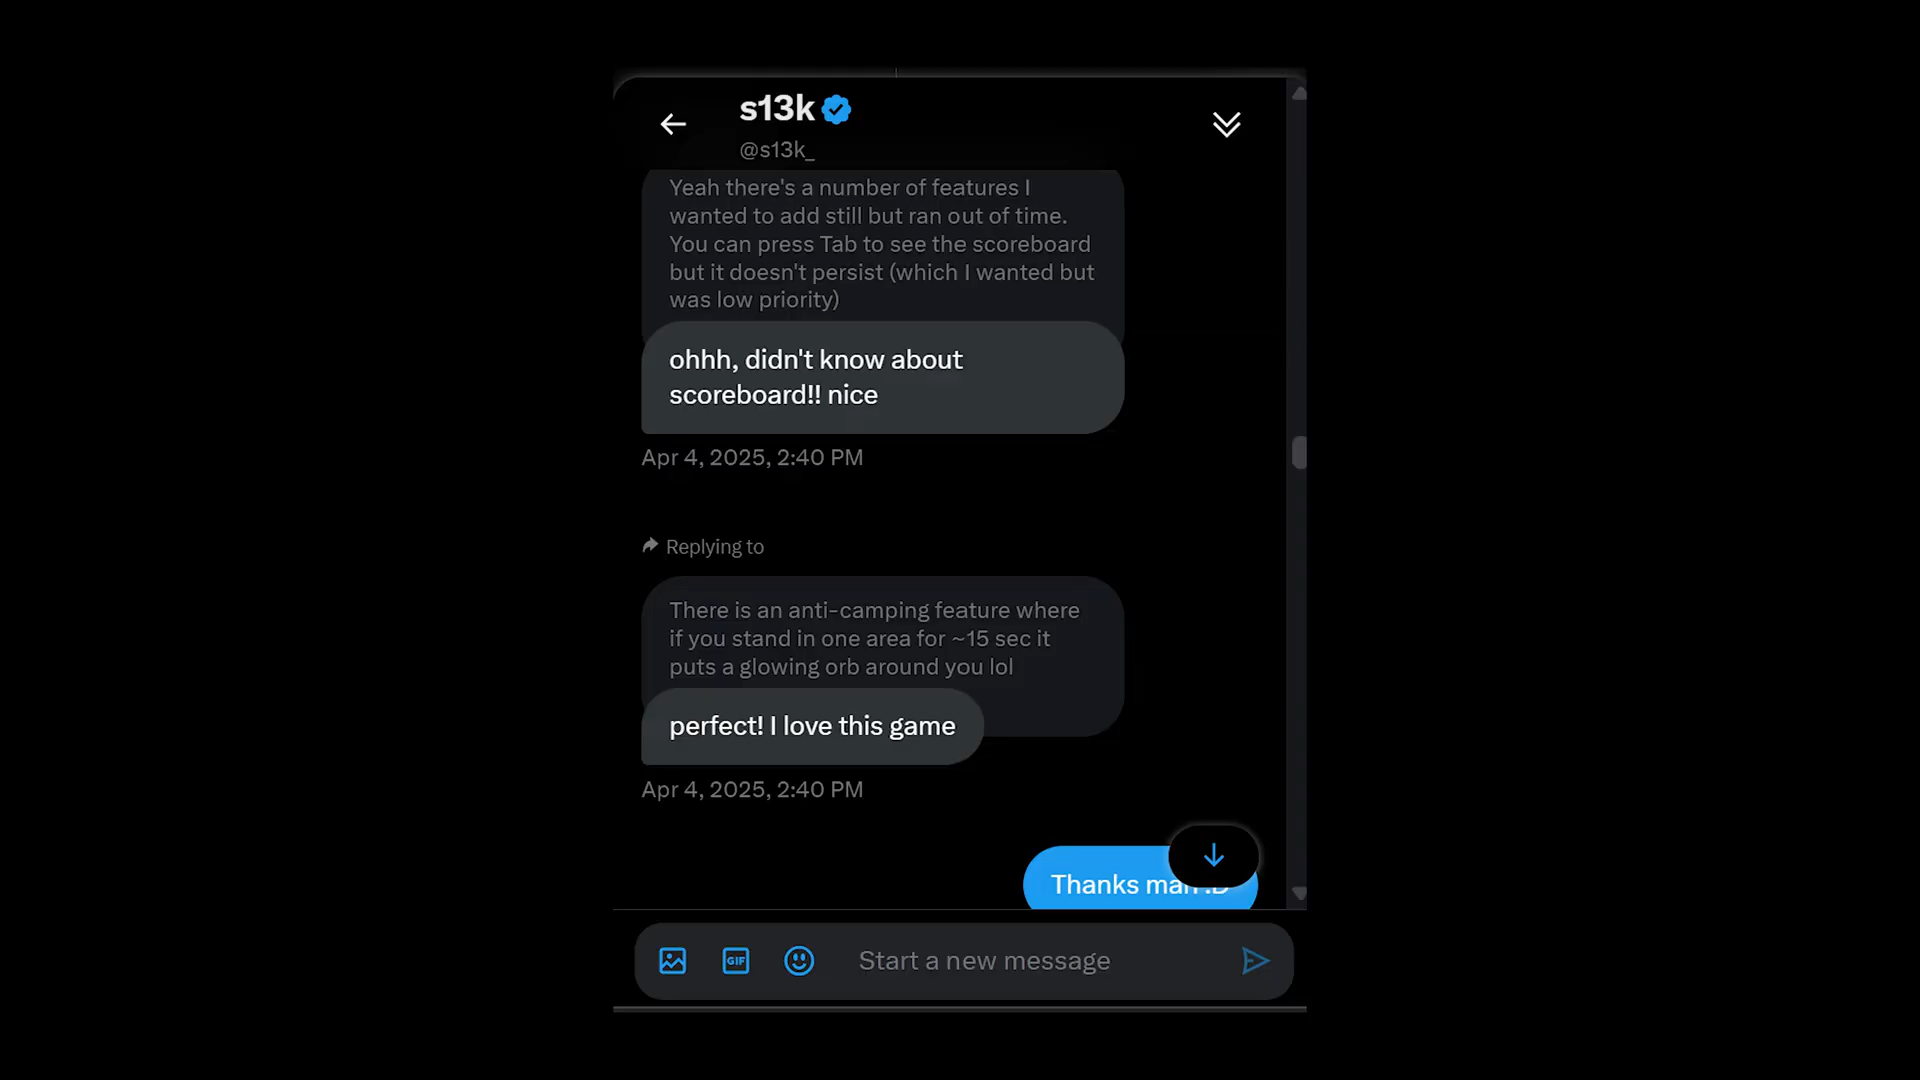 s13k
@s13k_
Yeah there's a number of features I
wanted to add still but ran out of time.
You can press Tab to see the scoreboard
but it doesn't persist (which I wanted but
was low priority)
ohhh, didn't know about
scoreboard!! nice
Apr 4, 2025, 2:40 PM
Replying to
There is an anti-camping feature where
if you stand in one area for ~15 sec it
puts a glowing orb around you lol
perfect! I love this game
Apr 4, 2025, 2:40 PM
Thanks man :D
GIF
Start a new message